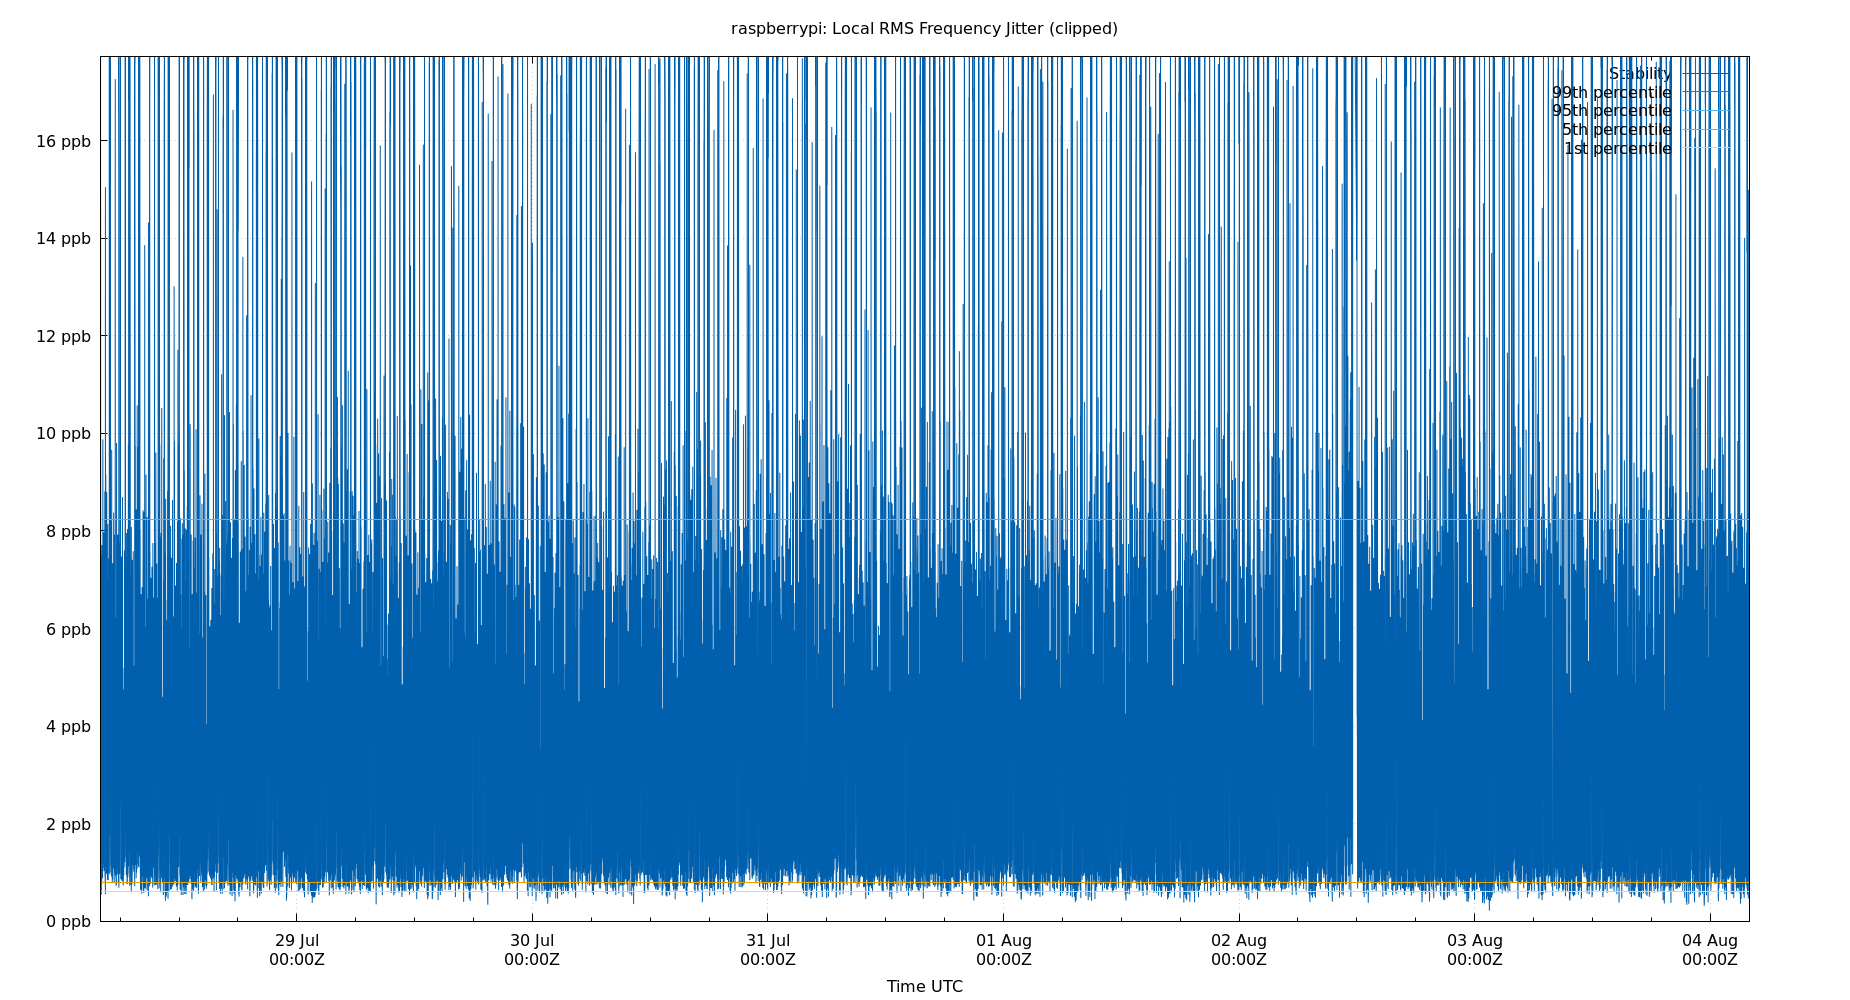 raspberrypi: Local RMS Frequency Jitter (clipped)
Stability
99th percentile
95th percentile
5th percentile
1st percentile
16 ppb
14 ppb
12 ppb
10 ppb
8 ppb
6 ppb
4 ppb
2 ppb
0 ppb
29 Jul 30 Jul 31 Jul 01 Aug 02 Aug 03 Aug 04 Aug
00:00Z 00:00Z 00:00Z 00:00Z 00:00Z 00:00Z 00:00Z
Time UTC